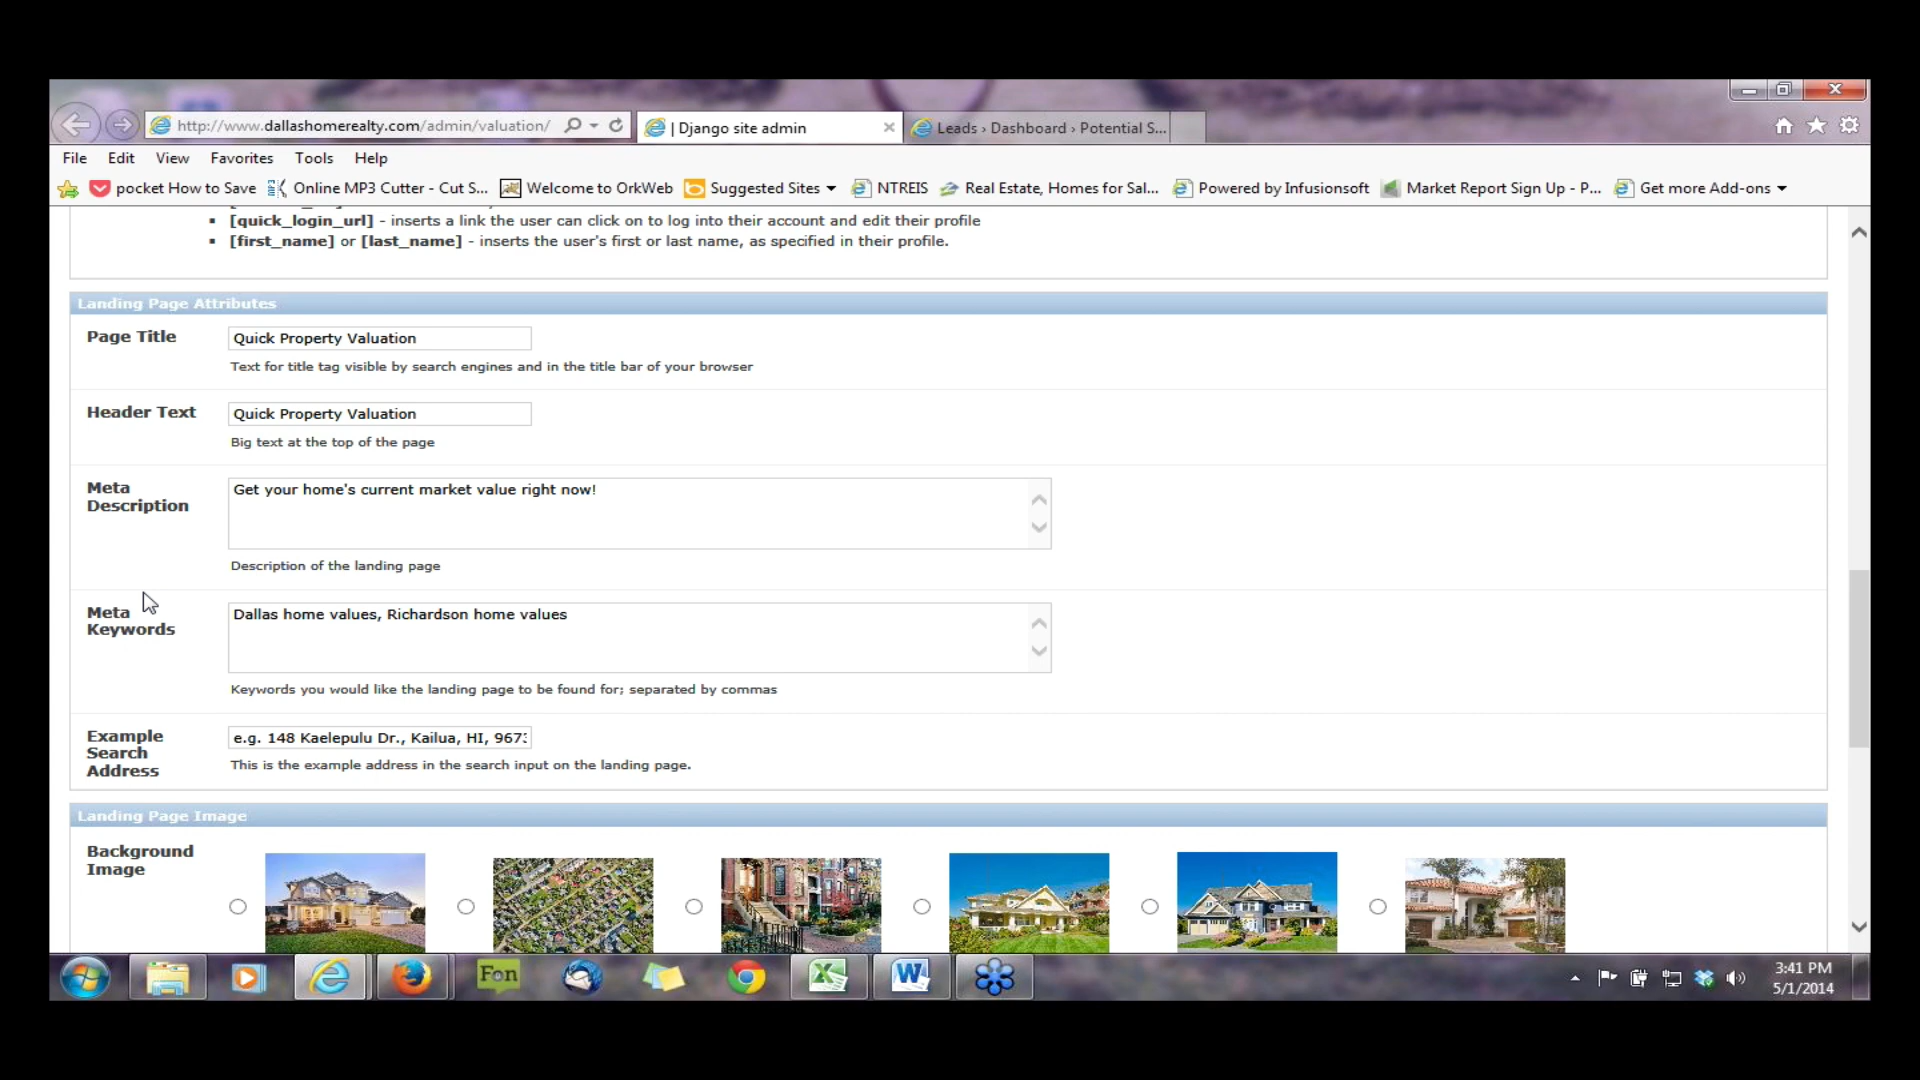 http://www.dallashomerealty.com/admin/valuation/
| Django site admin
Leads › Dashboard › Potential S...
File Edit View Favorites Tools Help
pocket How to Save
Online MP3 Cutter - Cut S...
Welcome to OrkWeb
Suggested Sites
NTREIS
Real Estate, Homes for Sal...
Powered by Infusionsoft
Market Report Sign Up - P...
Get more Add-ons
[quick_login_url] - inserts a link the user can click on to log into their account and edit their profile
[first_name] or [last_name] - inserts the user's first or last name, as specified in their profile.
Landing Page Attributes
Page Title
Quick Property Valuation
Text for title tag visible by search engines and in the title bar of your browser
Header Text
Quick Property Valuation
Big text at the top of the page
Meta
Description
Get your home's current market value right now!
Description of the landing page
Meta
Keywords
Dallas home values, Richardson home values
Keywords you would like the landing page to be found for; separated by commas
Example
Search
Address
e.g. 148 Kaelepulu Dr., Kailua, HI,
This is the example address in the search input on the landing page.
Landing Page Image
Background
Image
Fon
3:41 PM
5/1/2014